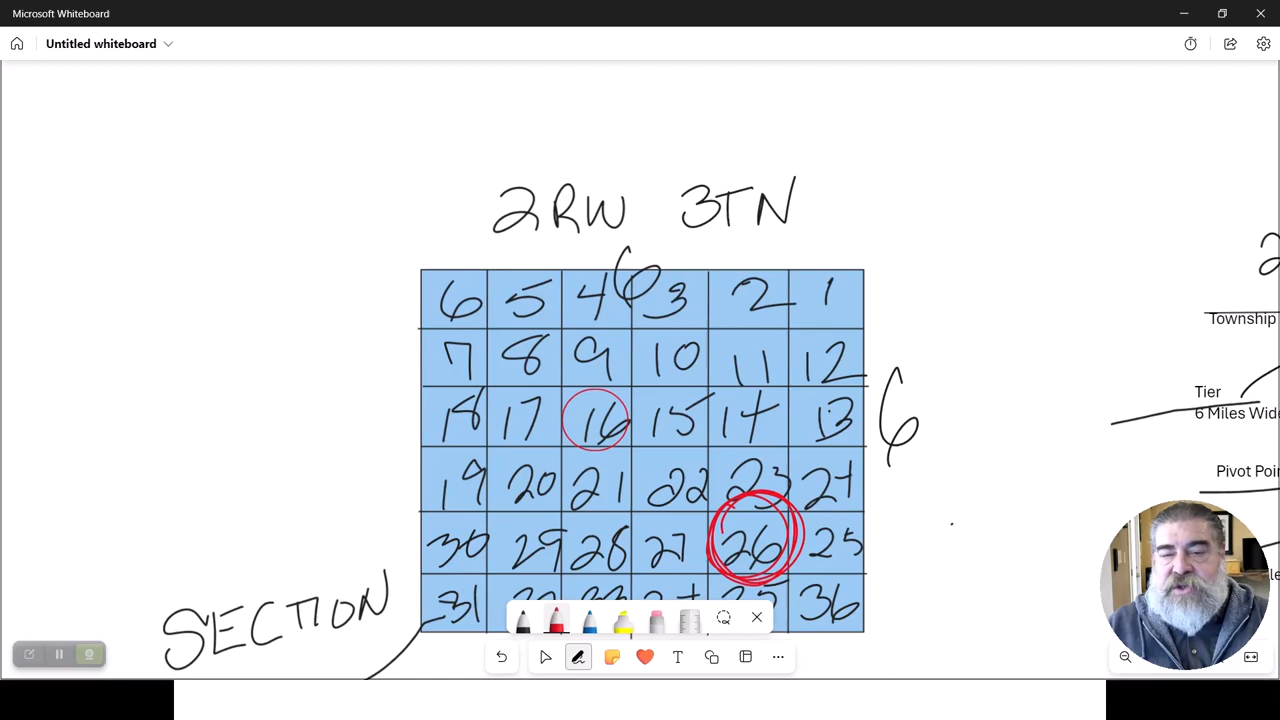 Microsoft Whiteboard
Untitled whiteboard
2RW 3TN
6
6 5 4 3 2 1
7 8 9 10 11 12
18 17 16 15 14 13
6
19 20 21 22 23 24
30 29 28 27 26 25
31 36
SECTION
2
Township
Tier
6 Miles Wid
Pivot Poi